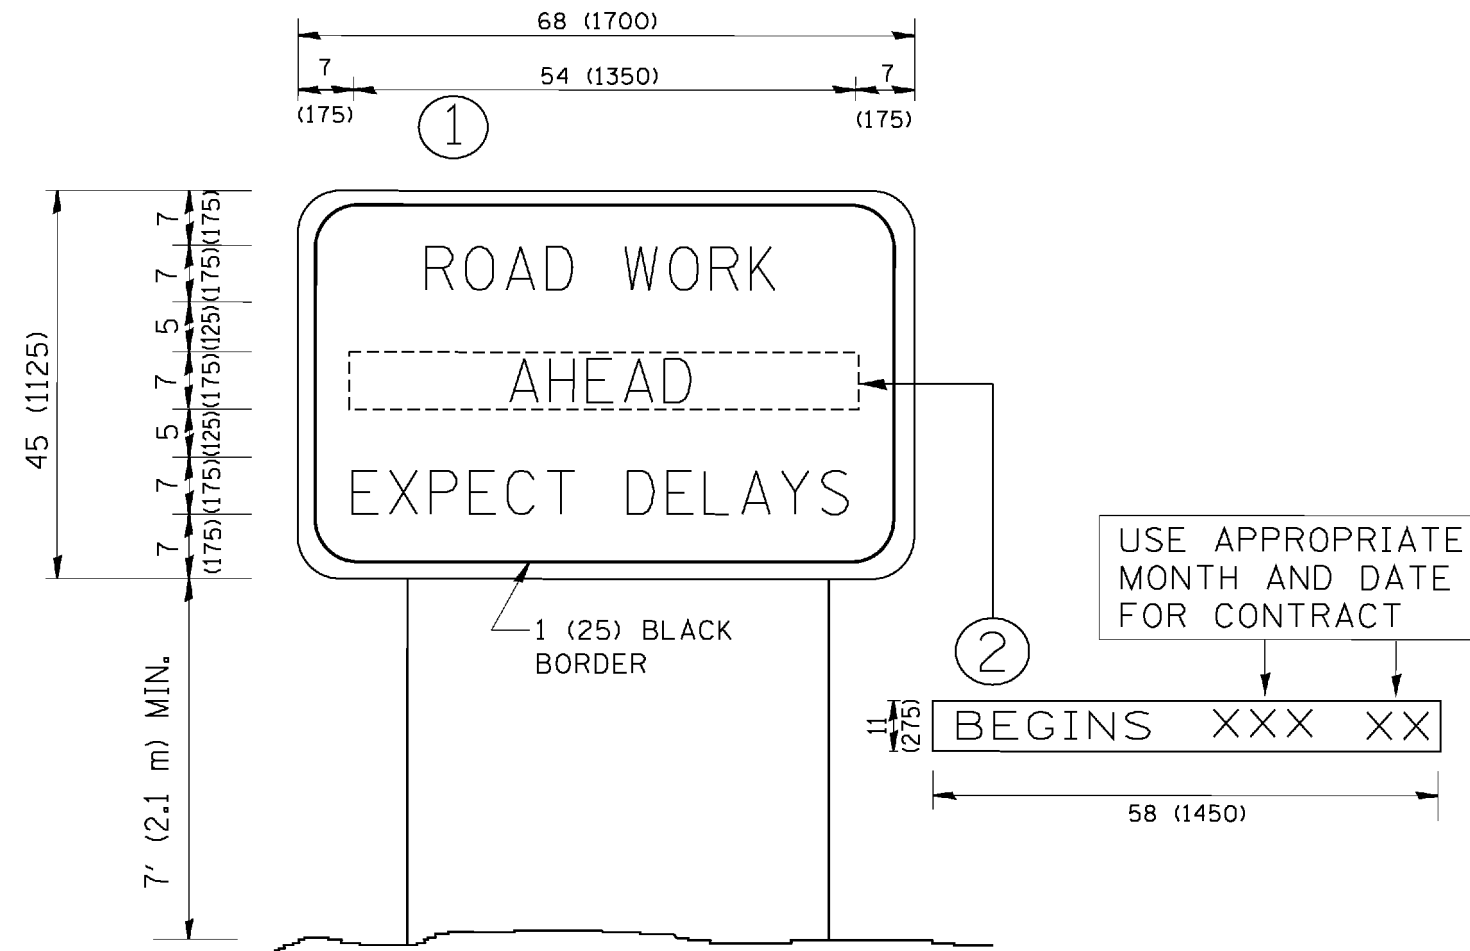 68 (1700)
7
54 (1350)
7
(175)
(175)
1
45 (1125)
7
(175)
7
(175)
5
(125)
7
(175)
5
(125)
7
(175)
7
(175)
ROAD WORK
AHEAD
EXPECT DELAYS
1 (25) BLACK
BORDER
7' (2.1 m) MIN.
2
USE APPROPRIATE
MONTH AND DATE
FOR CONTRACT
11
(275)
BEGINS XXX XX
58 (1450)